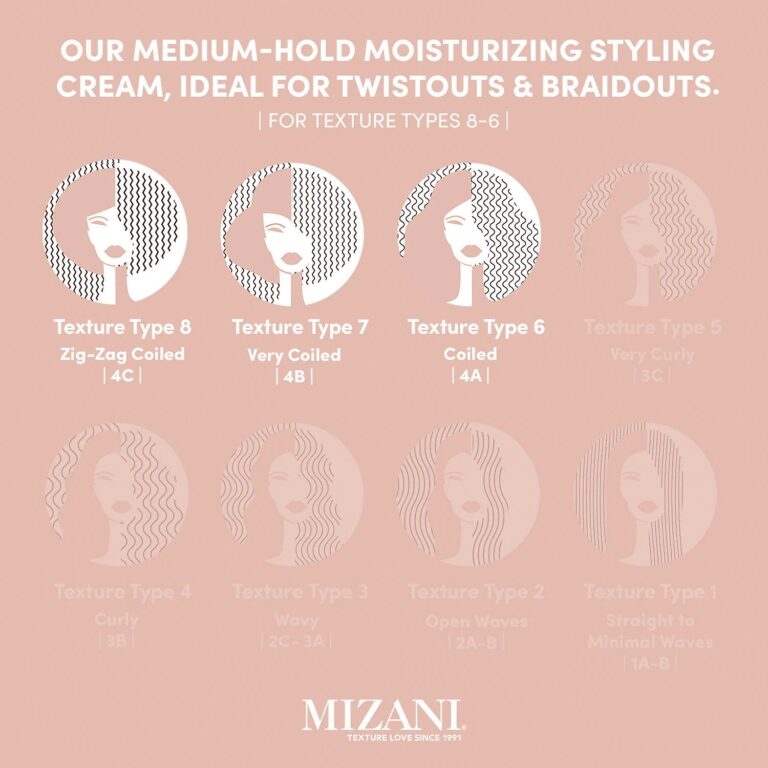 OUR MEDIUM-HOLD MOISTURIZING STYLING
CREAM, IDEAL FOR TWISTOUTS & BRAIDOUTS.
| FOR TEXTURE TYPES 8-6 |
Texture Type 8
Zig-Zag Coiled
| 4C |
Texture Type 7
Very Coiled
| 4B |
Texture Type 6
Coiled
| 4A |
Texture Type 5
Very Curly
| 3C |
Texture Type 4
Curly
| 3B |
Texture Type 3
Wavy
| 2C- 3A |
Texture Type 2
Open Waves
| 2A-B |
Texture Type 1
Straight to
Minimal Waves
| 1A-B |
MIZANI®
TEXTURE LOVE SINCE 1991